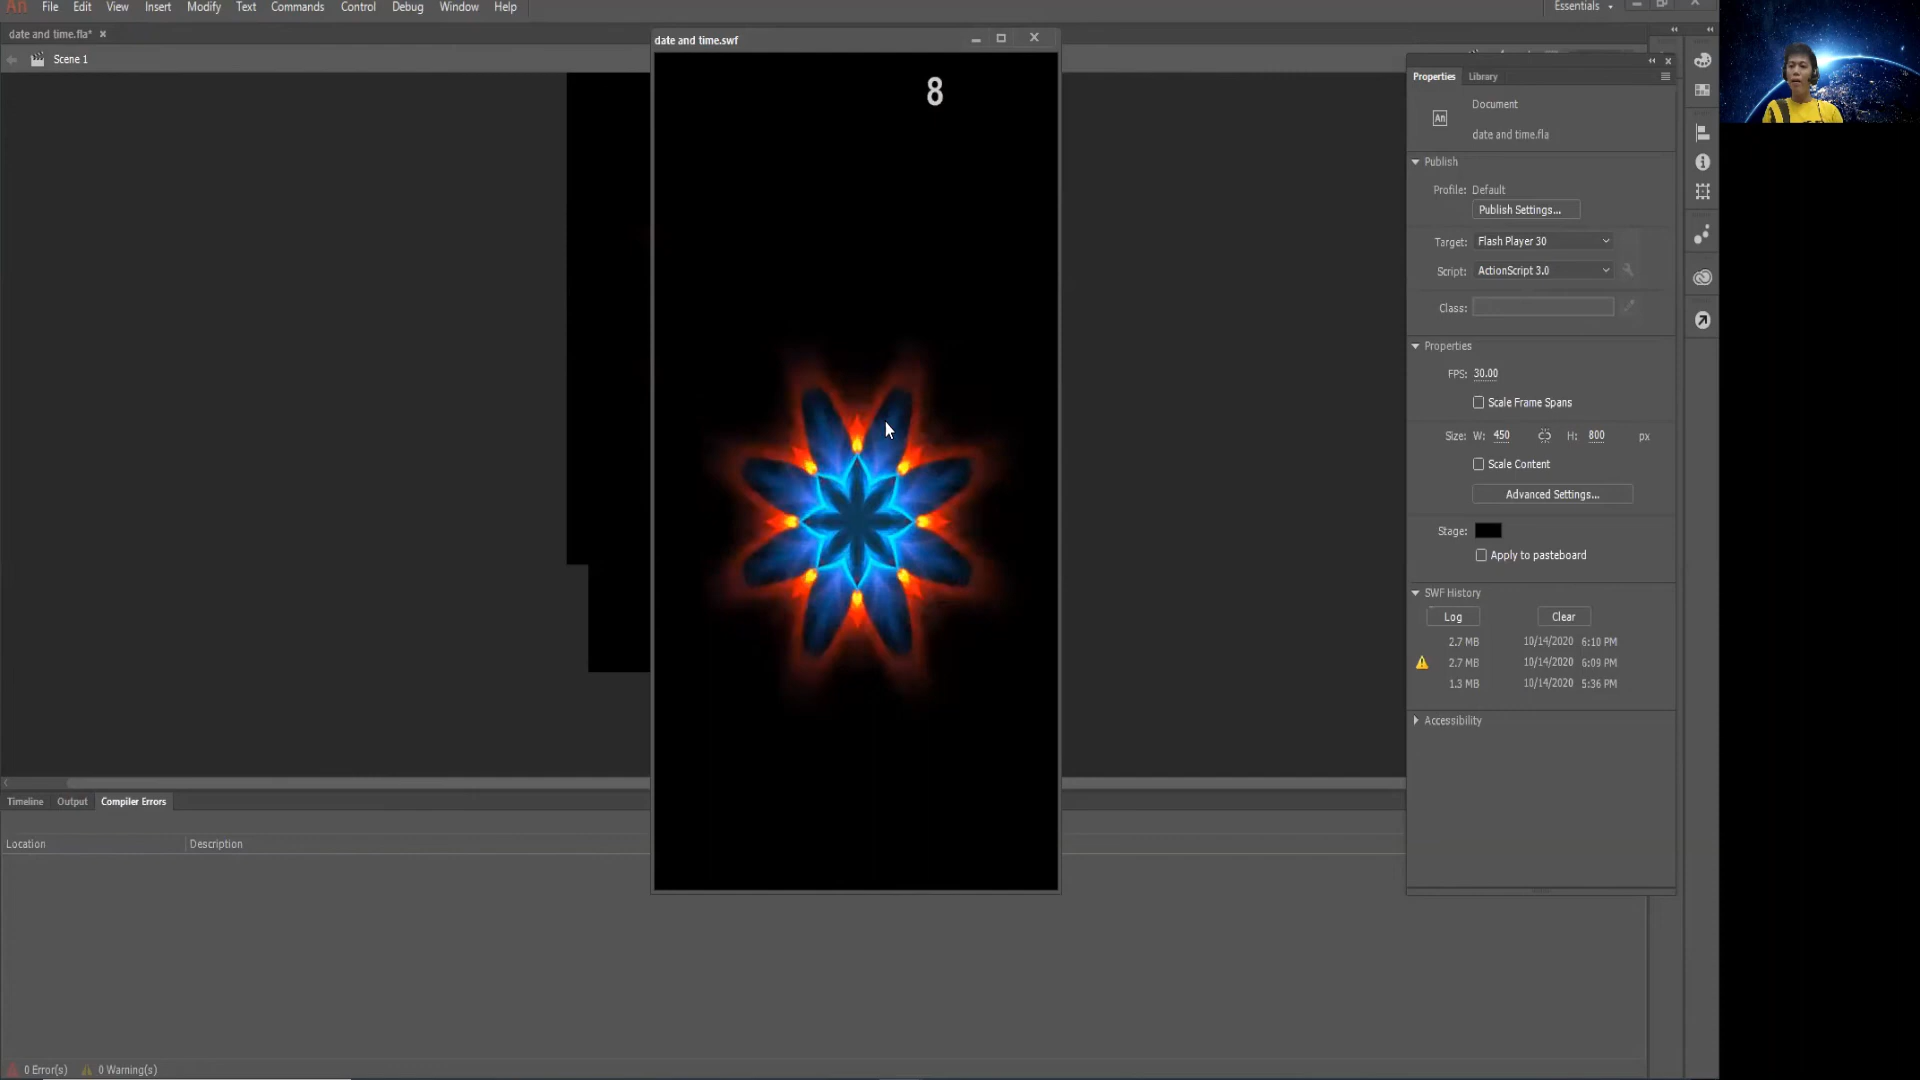 An File Edit View Insert Modify Text Commands Control Debug Window Help Essentials
date and time.fla* ×
Scene 1
date and time.swf
8
Properties Library
An
Document
date and time.fla
Publish
Profile: Default
Publish Settings...
Target: Flash Player 30
Script: ActionScript 3.0
Class:
Properties
FPS: 30.00
Scale Frame Spans
Size: W: 450 H: 800 px
Scale Content
Advanced Settings...
Stage:
Apply to pasteboard
SWF History
Log Clear
2.7 MB 10/14/2020 6:10 PM
2.7 MB 10/14/2020 6:09 PM
1.3 MB 10/14/2020 5:36 PM
Accessibility
Timeline Output Compiler Errors
Location Description
0 Error(s) 0 Warning(s)